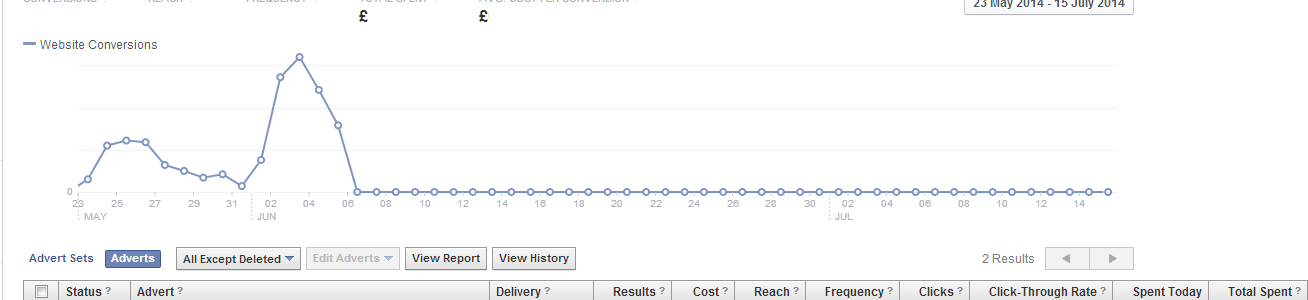 CONVERSIONS ? REACH ? FREQUENCY ? TOTAL SPENT ? AVG. COST PER CONVERSION ?
£ £
23 May 2014 - 15 July 2014
Website Conversions
0
23 25 27 29 31 02 04 06 08 10 12 14 16 18 20 22 24 26 28 30 02 04 06 08 10 12 14
MAY JUN JUL
Advert Sets Adverts All Except Deleted Edit Adverts View Report View History 2 Results
Status ? Advert ? Delivery ? Results ? Cost ? Reach ? Frequency ? Clicks ? Click-Through Rate ? Spent Today Total Spent ?